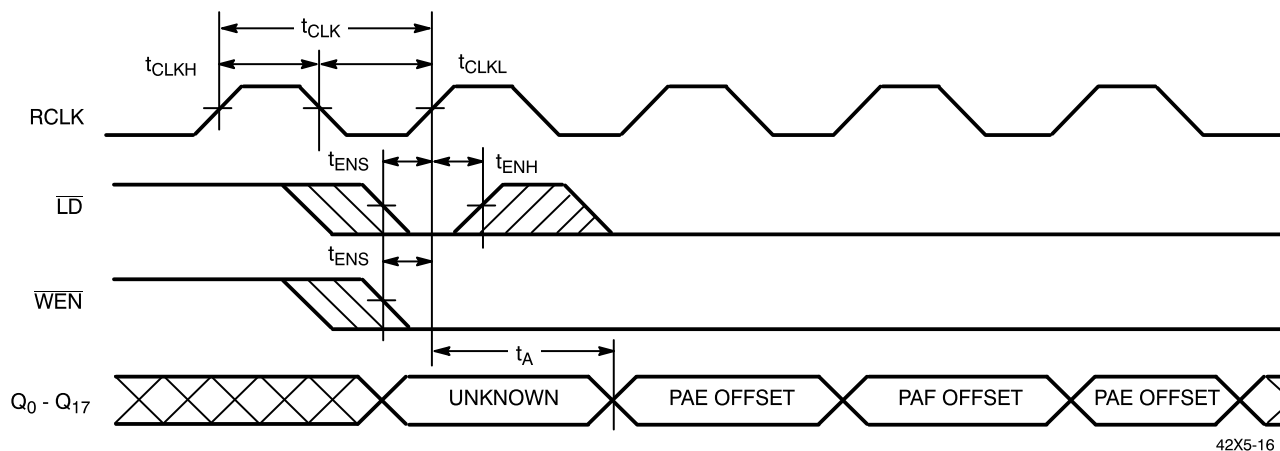 tCLK
tCLKH
tCLKL
RCLK
tENS
tENH
LD
tENS
WEN
tA
Q0 - Q17
UNKNOWN
PAE OFFSET
PAF OFFSET
PAE OFFSET
42X5-16